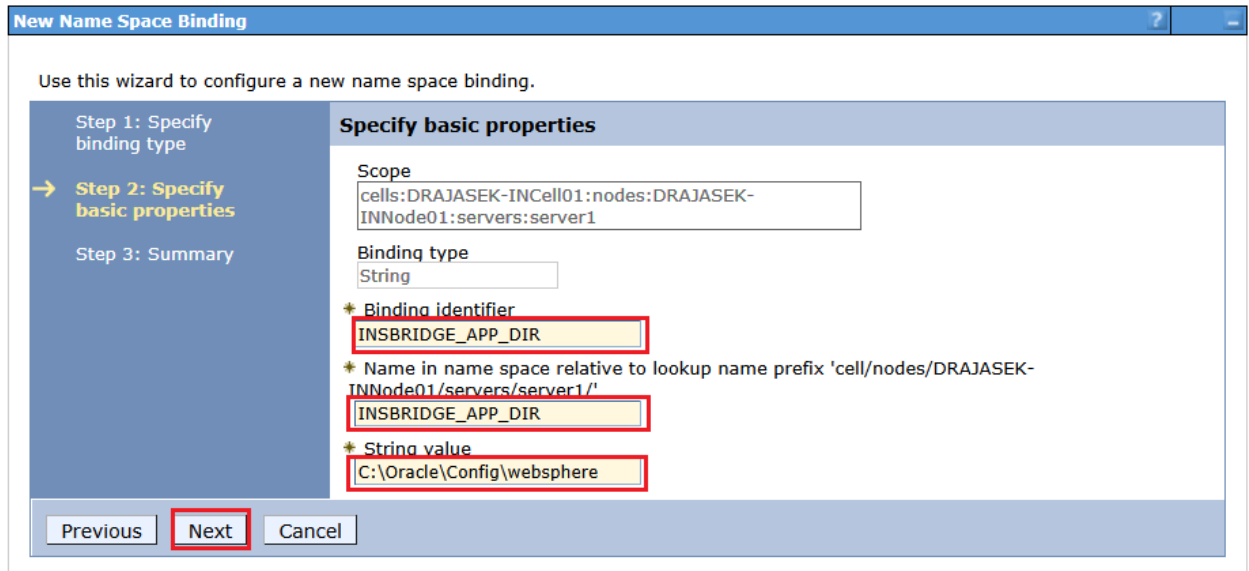 New Name Space Binding
?
Use this wizard to configure a new name space binding.
Step 1: Specify
binding type
Step 2: Specify
basic properties
Step 3: Summary
Specify basic properties
Scope
cells:DRAJASEK-INCell01:nodes:DRAJASEK-
INNode01:servers:server1
Binding type
String
* Binding identifier
INSBRIDGE_APP_DIR
* Name in name space relative to lookup name prefix 'cell/nodes/DRAJASEK-
INNode01/servers/server1/'
INSBRIDGE_APP_DIR
* String value
C:\Oracle\Config\websphere
Previous Next Cancel